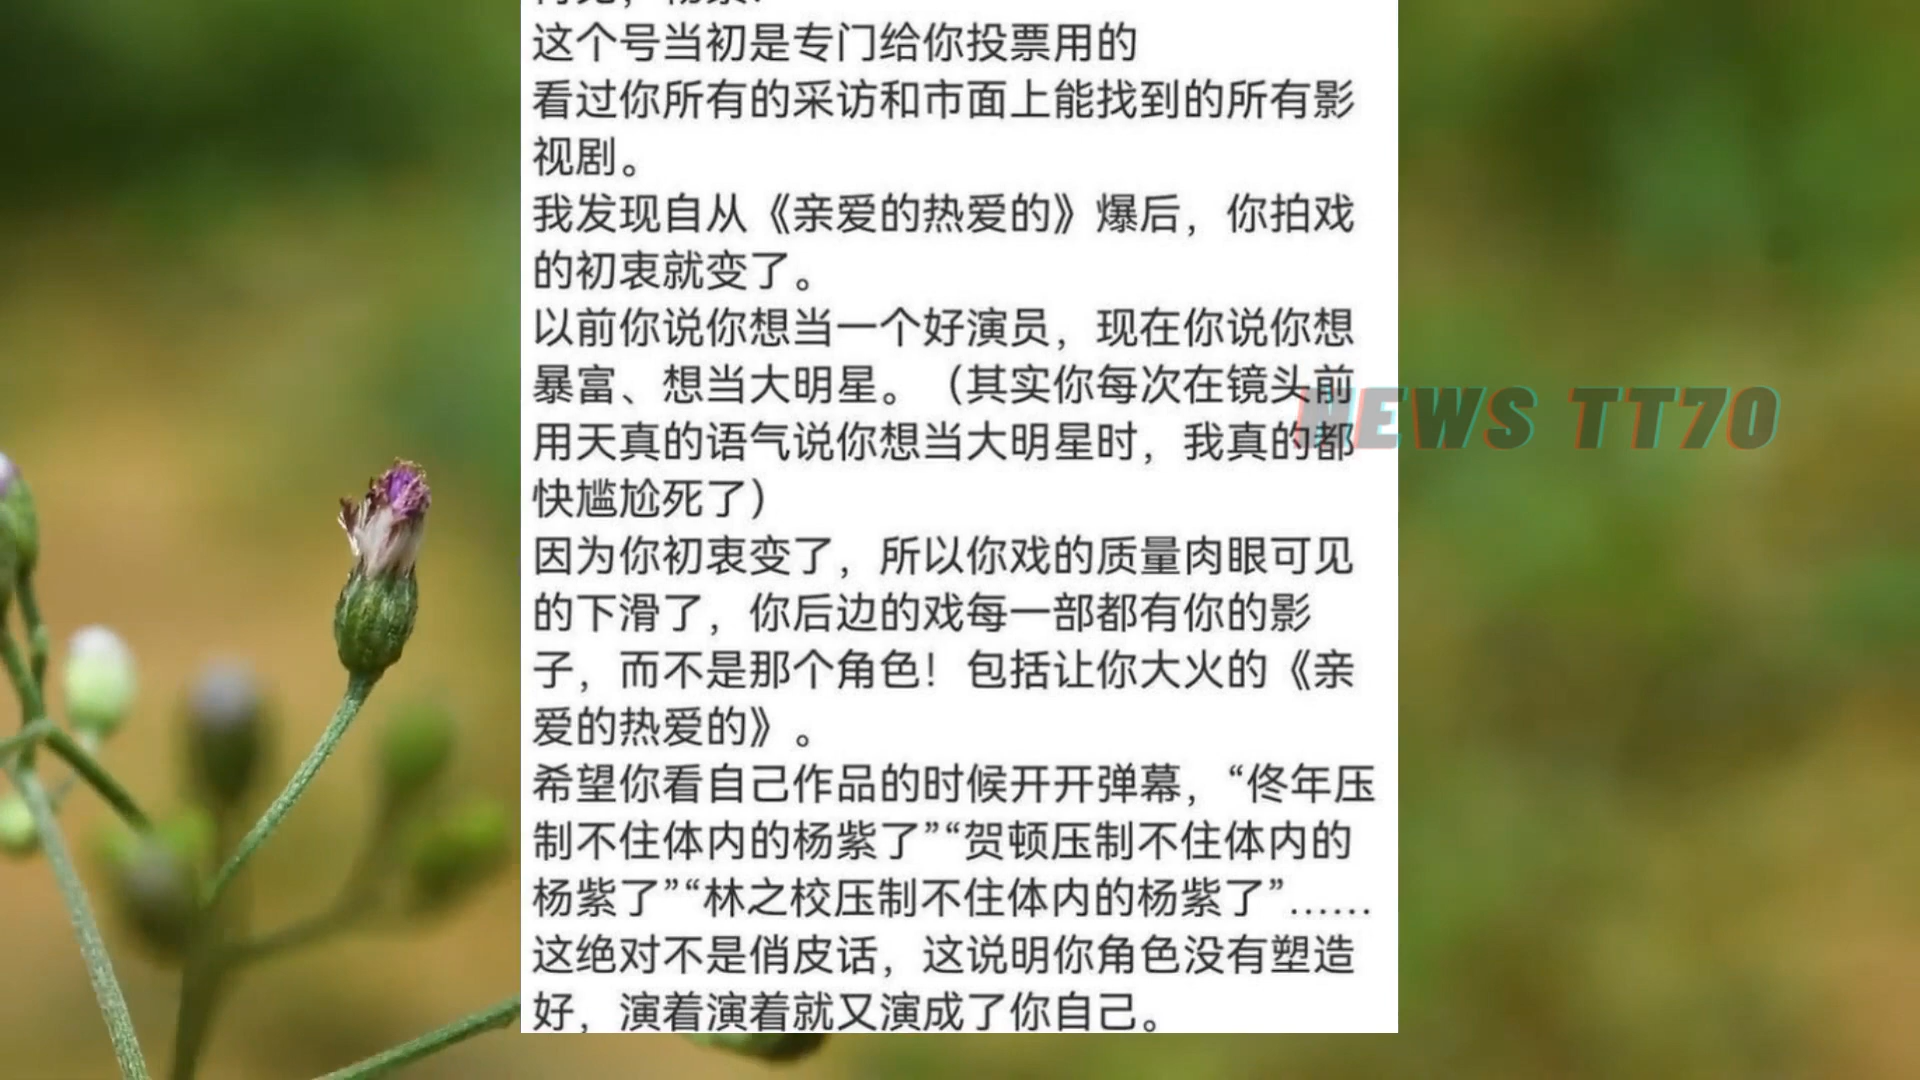 这个号当初是专门给你投票用的
看过你所有的采访和市面上能找到的所有影
视剧。
我发现自从《亲爱的热爱的》爆后，你拍戏
的初衷就变了。
以前你说你想当一个好演员，现在你说你想
暴富、想当大明星。（其实你每次在镜头前
用天真的语气说你想当大明星时，我真的都
快尴尬死了）
因为你初衷变了，所以你戏的质量肉眼可见
的下滑了，你后边的戏每一部都有你的影
子，而不是那个角色！包括让你大火的《亲
爱的热爱的》。
希望你看自己作品的时候开开弹幕，“佟年压
制不住体内的杨紫了”“贺顿压制不住体内的
杨紫了”“林之校压制不住体内的杨紫了”……
这绝对不是俏皮话，这说明你角色没有塑造
好，演着演着就又演成了你自己。
NEWS TT70